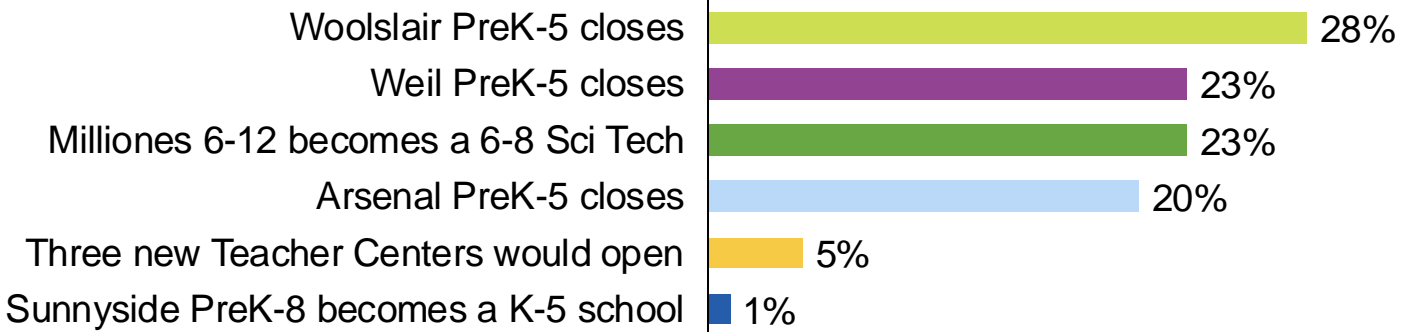 Woolslair PreK-5 closes 28%
Weil PreK-5 closes 23%
Milliones 6-12 becomes a 6-8 Sci Tech 23%
Arsenal PreK-5 closes 20%
Three new Teacher Centers would open 5%
Sunnyside PreK-8 becomes a K-5 school 1%